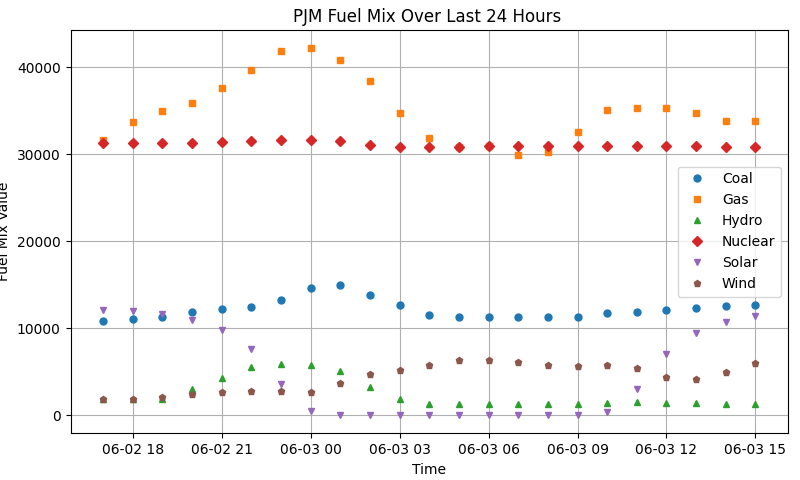 PJM Fuel Mix Over Last 24 Hours
Fuel Mix Value
40000
30000
20000
10000
0
Coal
Gas
Hydro
Nuclear
Solar
Wind
06-02 18 06-02 21 06-03 00 06-03 03 06-03 06 06-03 09 06-03 12 06-03 15
Time